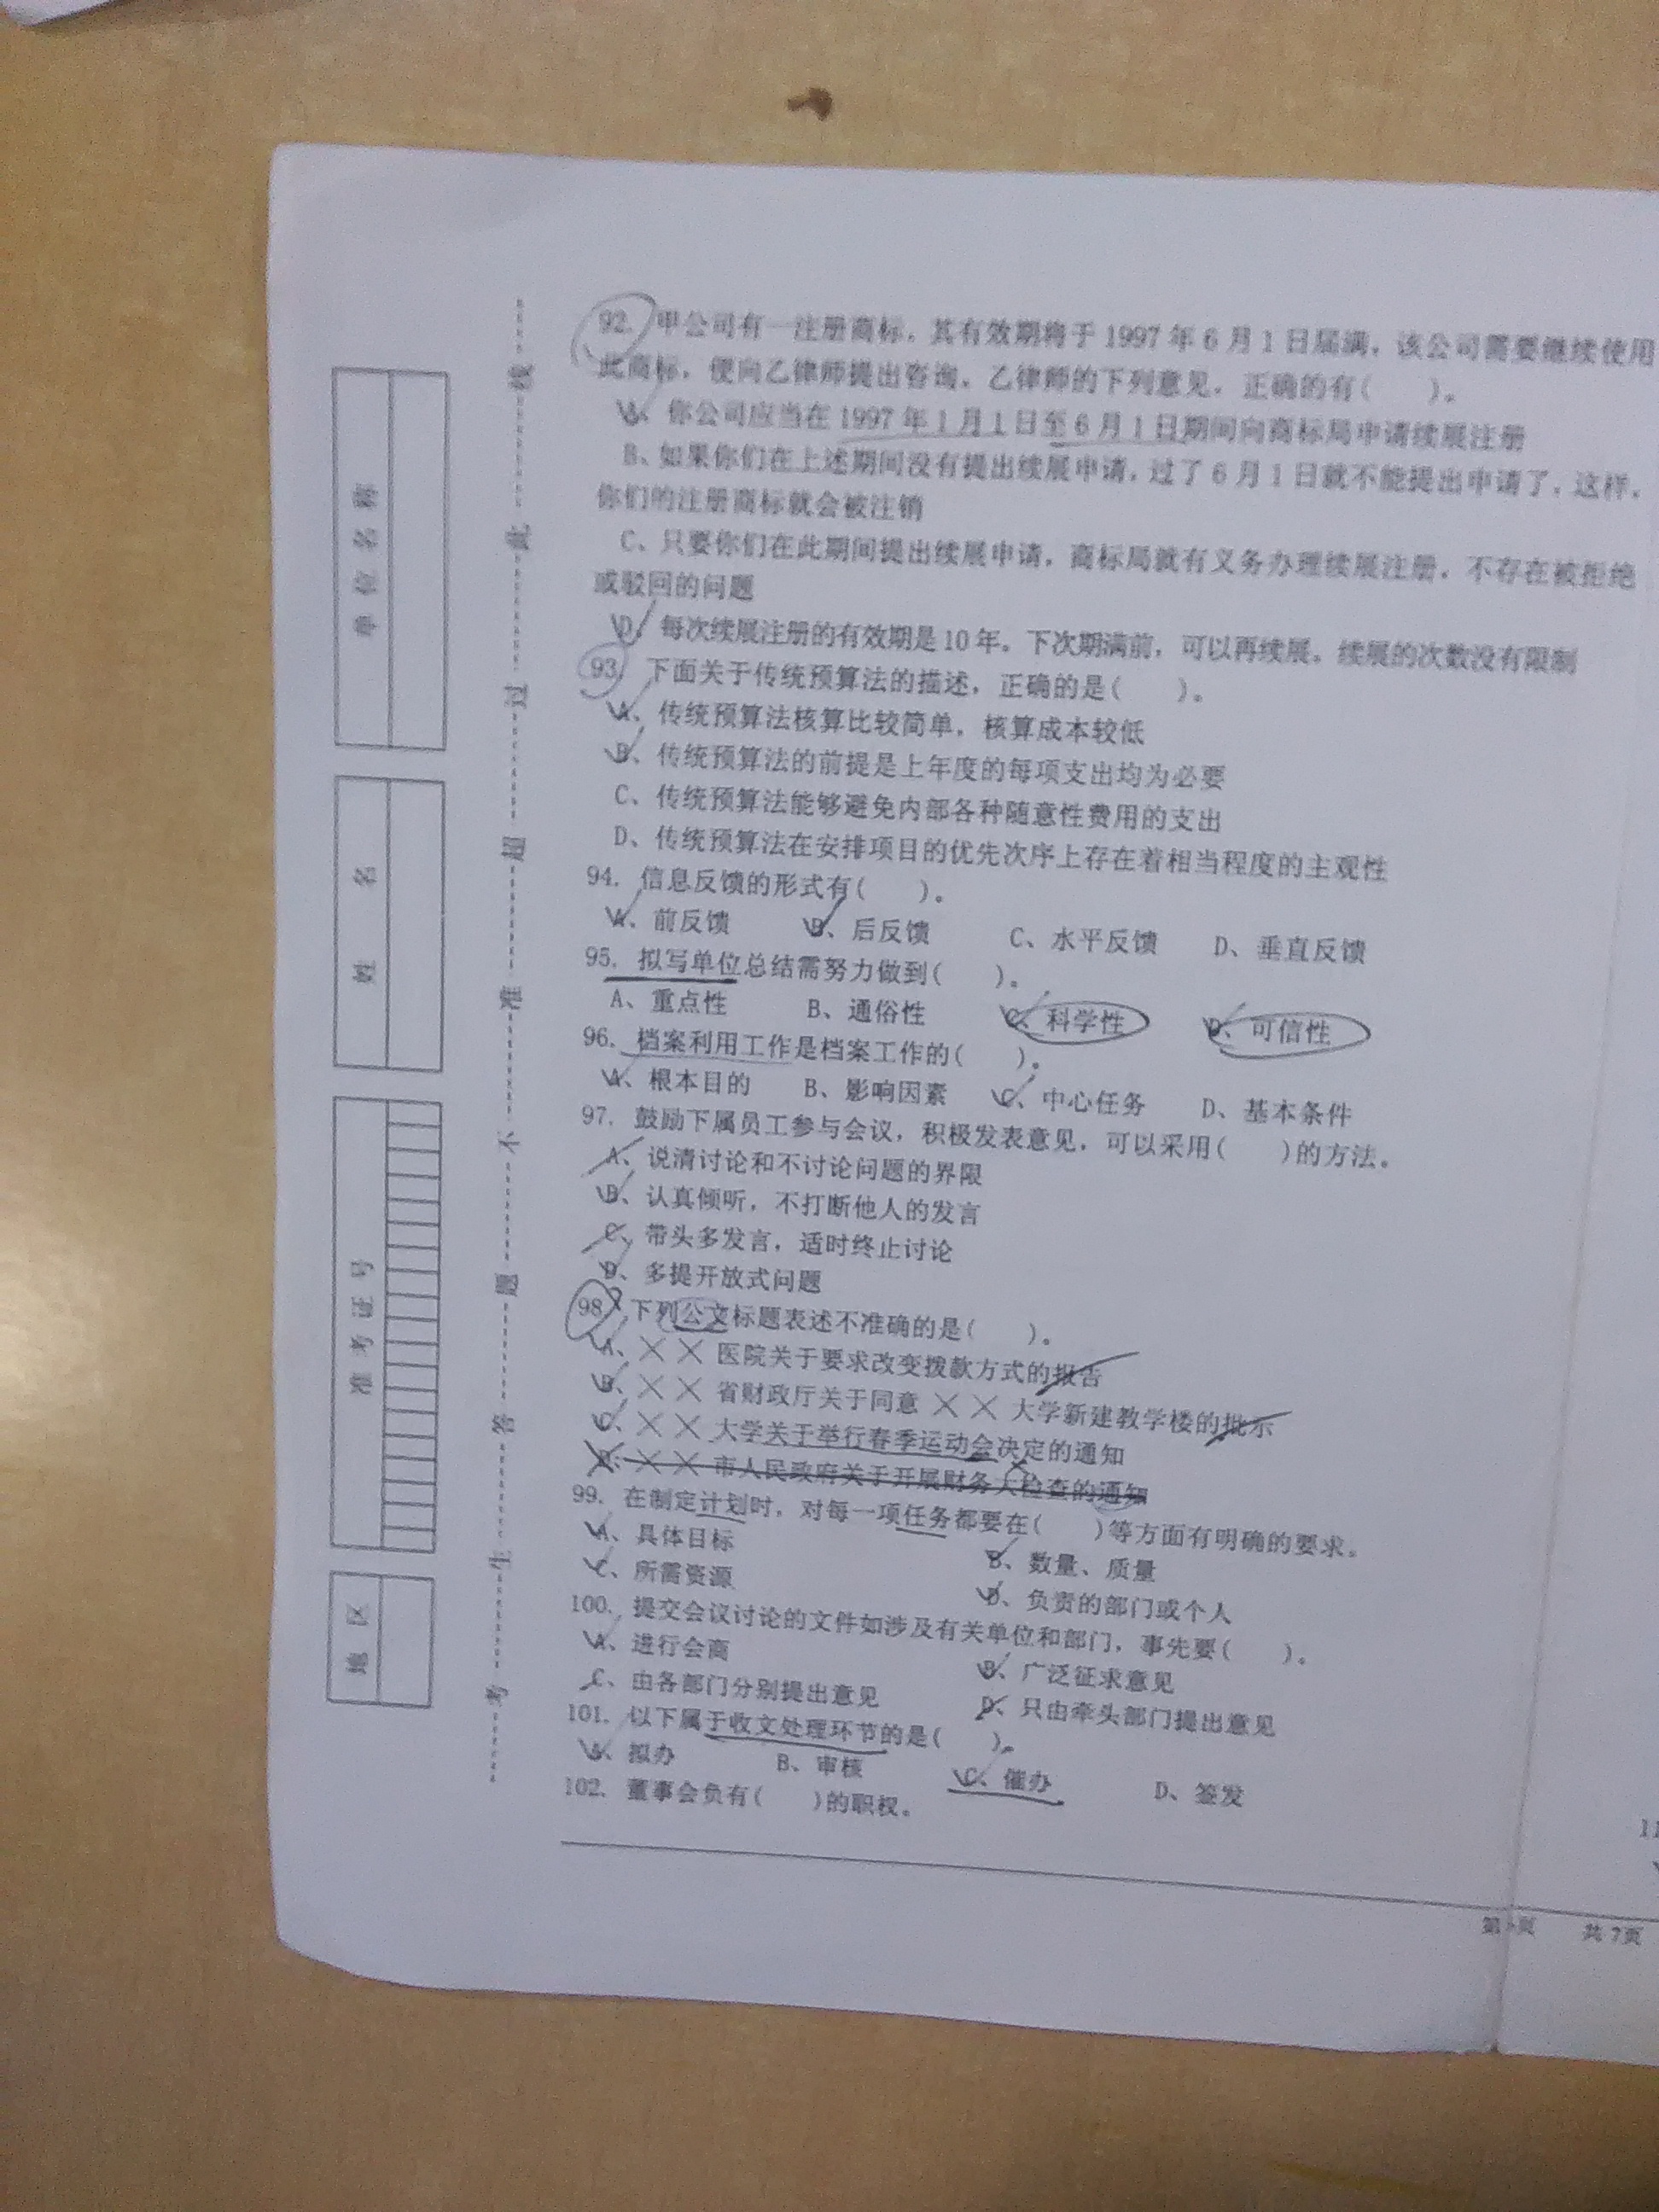 92. 甲公司有一注册商标，其有效期将于 1997 年 6 月 1 日届满，该公司需要继续使用
此商标，便向乙律师提出咨询，乙律师的下列意见，正确的有(    )。
A、你公司应当在 1997 年 1 月 1 日至 6 月 1 日期间向商标局申请续展注册
B、如果你们在上述期间没有提出续展申请，过了 6 月 1 日就不能提出申请了，这样，
你们的注册商标就会被注销
C、只要你们在此期间提出续展申请，商标局就有义务办理续展注册，不存在被拒绝
或驳回的问题
D、每次续展注册的有效期是 10 年。下次期满前，可以再续展。续展的次数没有限制
93、下面关于传统预算法的描述，正确的是(    )。
A、传统预算法核算比较简单，核算成本较低
B、传统预算法的前提是上年度的每项支出均为必要
C、传统预算法能够避免内部各种随意性费用的支出
D、传统预算法在安排项目的优先次序上存在着相当程度的主观性
94. 信息反馈的形式有(    )。
A、前反馈 B、后反馈 C、水平反馈 D、垂直反馈
95. 拟写单位总结需努力做到(    )。
A、重点性 B、通俗性 C、科学性 D、可信性
96. 档案利用工作是档案工作的(    )。
A、根本目的 B、影响因素 C、中心任务 D、基本条件
97. 鼓励下属员工参与会议，积极发表意见，可以采用(    )的方法。
A、说清讨论和不讨论问题的界限
B、认真倾听，不打断他人的发言
C、带头多发言，适时终止讨论
D、多提开放式问题
98、下列公文标题表述不准确的是(    )。
A、××医院关于要求改变拨款方式的报告
B、××省财政厅关于同意××大学新建教学楼的批示
C、××大学关于举行春季运动会决定的通知
D、××市人民政府关于开展财务大检查的通知
99. 在制定计划时，对每一项任务都要在(    )等方面有明确的要求。
A、具体目标 B、数量、质量
C、所需资源 D、负责的部门或个人
100. 提交会议讨论的文件如涉及有关单位和部门，事先要(    )。
A、进行会商 B、广泛征求意见
C、由各部门分别提出意见 D、只由牵头部门提出意见
101. 以下属于收文处理环节的是(    )。
A、拟办 B、审核 C、催办 D、签发
102. 董事会负有(    )的职权。
第 页 共 7页
11
单位名称
姓 名
准考证号
地区
考生答题不准超过此线